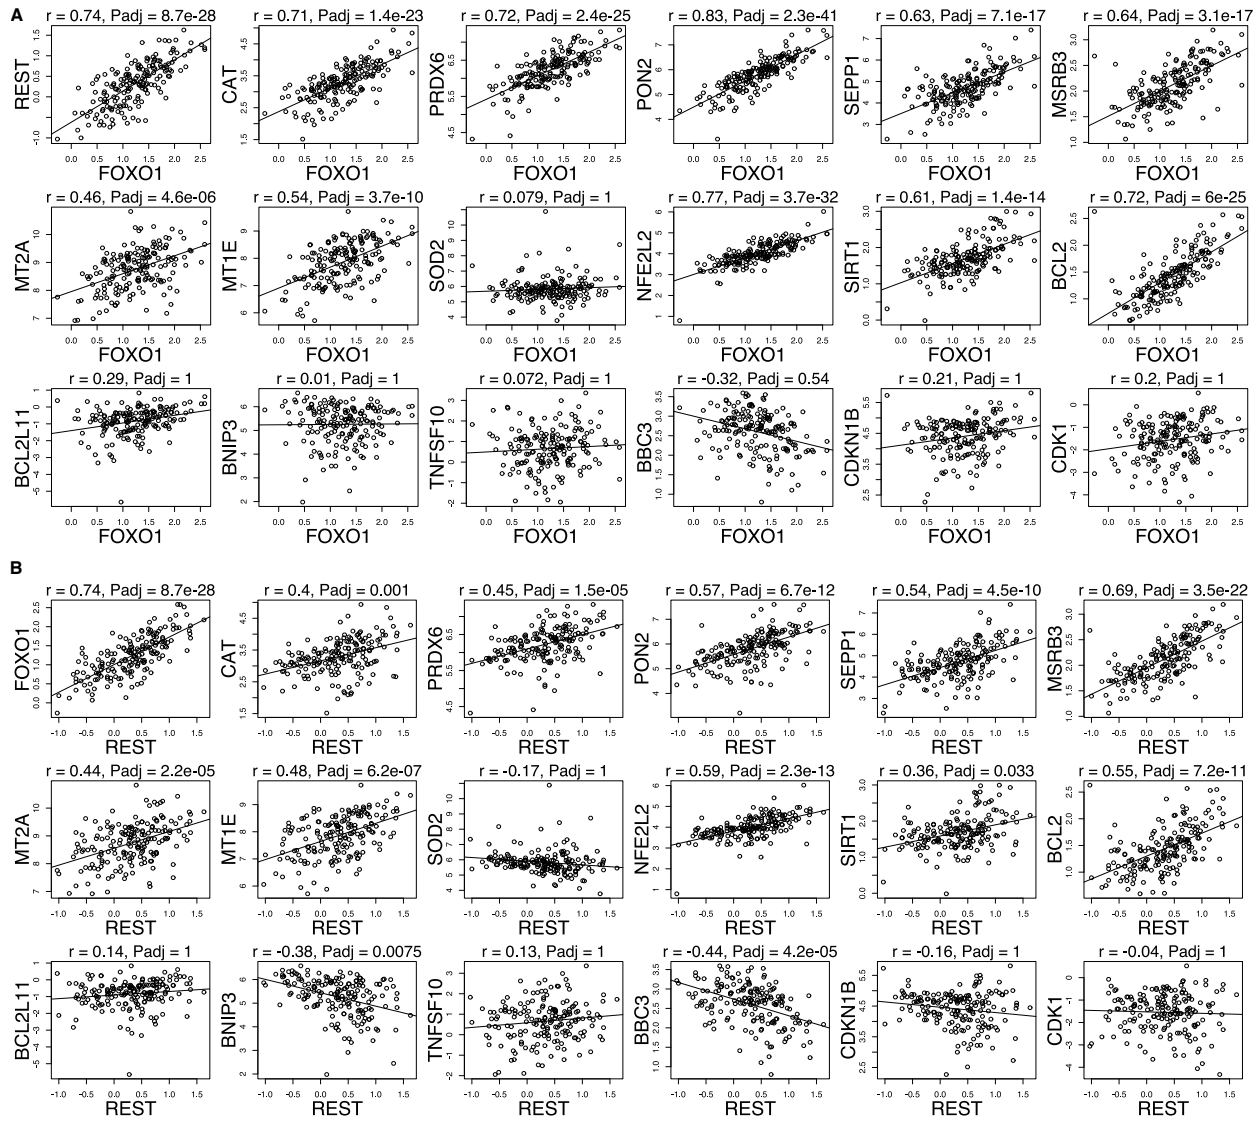 A
r = 0.74, Padj = 8.7e-28 r = 0.71, Padj = 1.4e-23 r = 0.72, Padj = 2.4e-25 r = 0.83, Padj = 2.3e-41 r = 0.63, Padj = 7.1e-17 r = 0.64, Padj = 3.1e-17
REST CAT PRDX6 PON2 SEPP1 MSRB3
FOXO1 FOXO1 FOXO1 FOXO1 FOXO1 FOXO1
r = 0.46, Padj = 4.6e-06 r = 0.54, Padj = 3.7e-10 r = 0.079, Padj = 1 r = 0.77, Padj = 3.7e-32 r = 0.61, Padj = 1.4e-14 r = 0.72, Padj = 6e-25
MT2A MT1E SOD2 NFE2L2 SIRT1 BCL2
FOXO1 FOXO1 FOXO1 FOXO1 FOXO1 FOXO1
r = 0.29, Padj = 1 r = 0.01, Padj = 1 r = 0.072, Padj = 1 r = -0.32, Padj = 0.54 r = 0.21, Padj = 1 r = 0.2, Padj = 1
BCL2L11 BNIP3 TNFSF10 BBC3 CDKN1B CDK1
FOXO1 FOXO1 FOXO1 FOXO1 FOXO1 FOXO1
B
r = 0.74, Padj = 8.7e-28 r = 0.4, Padj = 0.001 r = 0.45, Padj = 1.5e-05 r = 0.57, Padj = 6.7e-12 r = 0.54, Padj = 4.5e-10 r = 0.69, Padj = 3.5e-22
FOXO1 CAT PRDX6 PON2 SEPP1 MSRB3
REST REST REST REST REST REST
r = 0.44, Padj = 2.2e-05 r = 0.48, Padj = 6.2e-07 r = -0.17, Padj = 1 r = 0.59, Padj = 2.3e-13 r = 0.36, Padj = 0.033 r = 0.55, Padj = 7.2e-11
MT2A MT1E SOD2 NFE2L2 SIRT1 BCL2
REST REST REST REST REST REST
r = 0.14, Padj = 1 r = -0.38, Padj = 0.0075 r = 0.13, Padj = 1 r = -0.44, Padj = 4.2e-05 r = -0.16, Padj = 1 r = -0.04, Padj = 1
BCL2L11 BNIP3 TNFSF10 BBC3 CDKN1B CDK1
REST REST REST REST REST REST